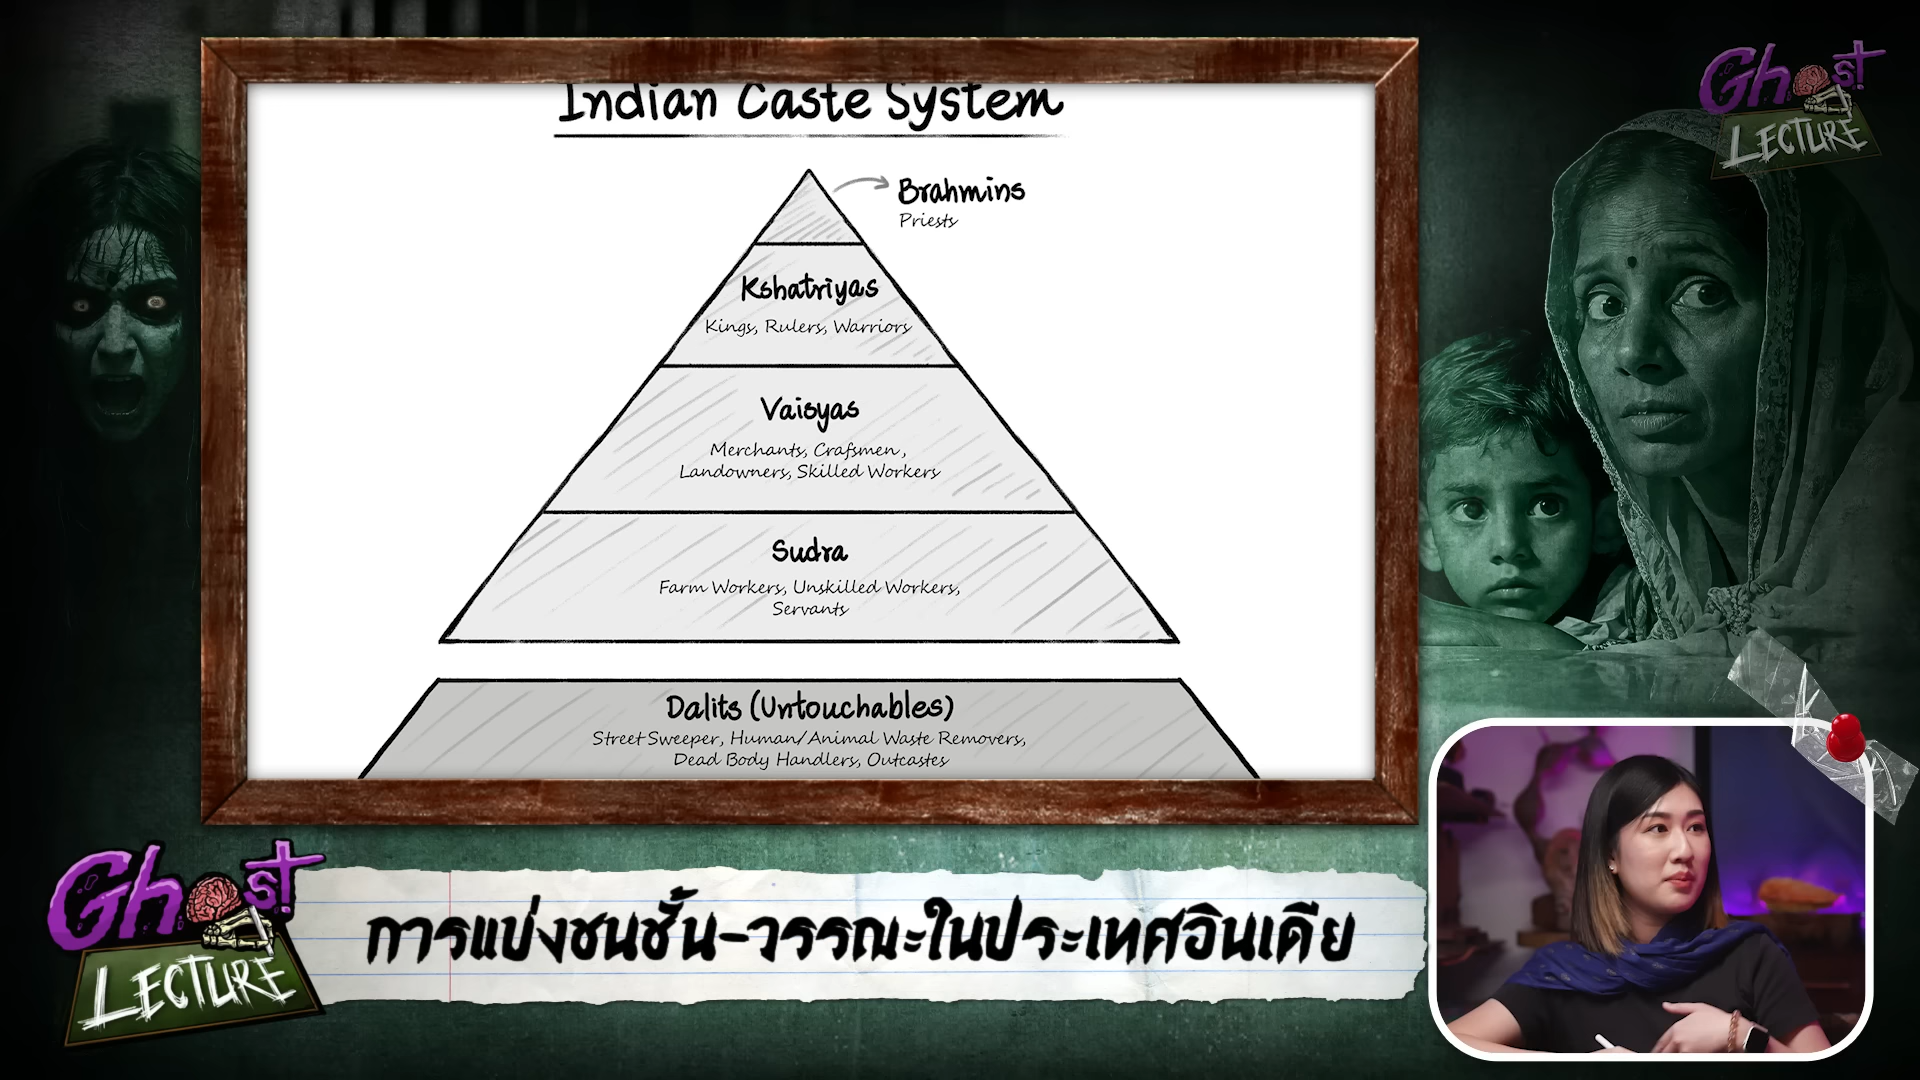 Indian Caste System
Brahmins
Priests
Kshatriyas
Kings, Rulers, Warriors
Vaisyas
Merchants, Crafsmen,
Landowners, Skilled Workers
Sudra
Farm Workers, Unskilled Workers,
Servants
Dalits (Untouchables)
Street Sweeper, Human/Animal Waste Removers,
Dead Body Handlers, Outcastes
Ghost
LECTURE
Ghost
LECTURE
การแบ่งชนชั้น-วรรณะในประเทศอินเดีย